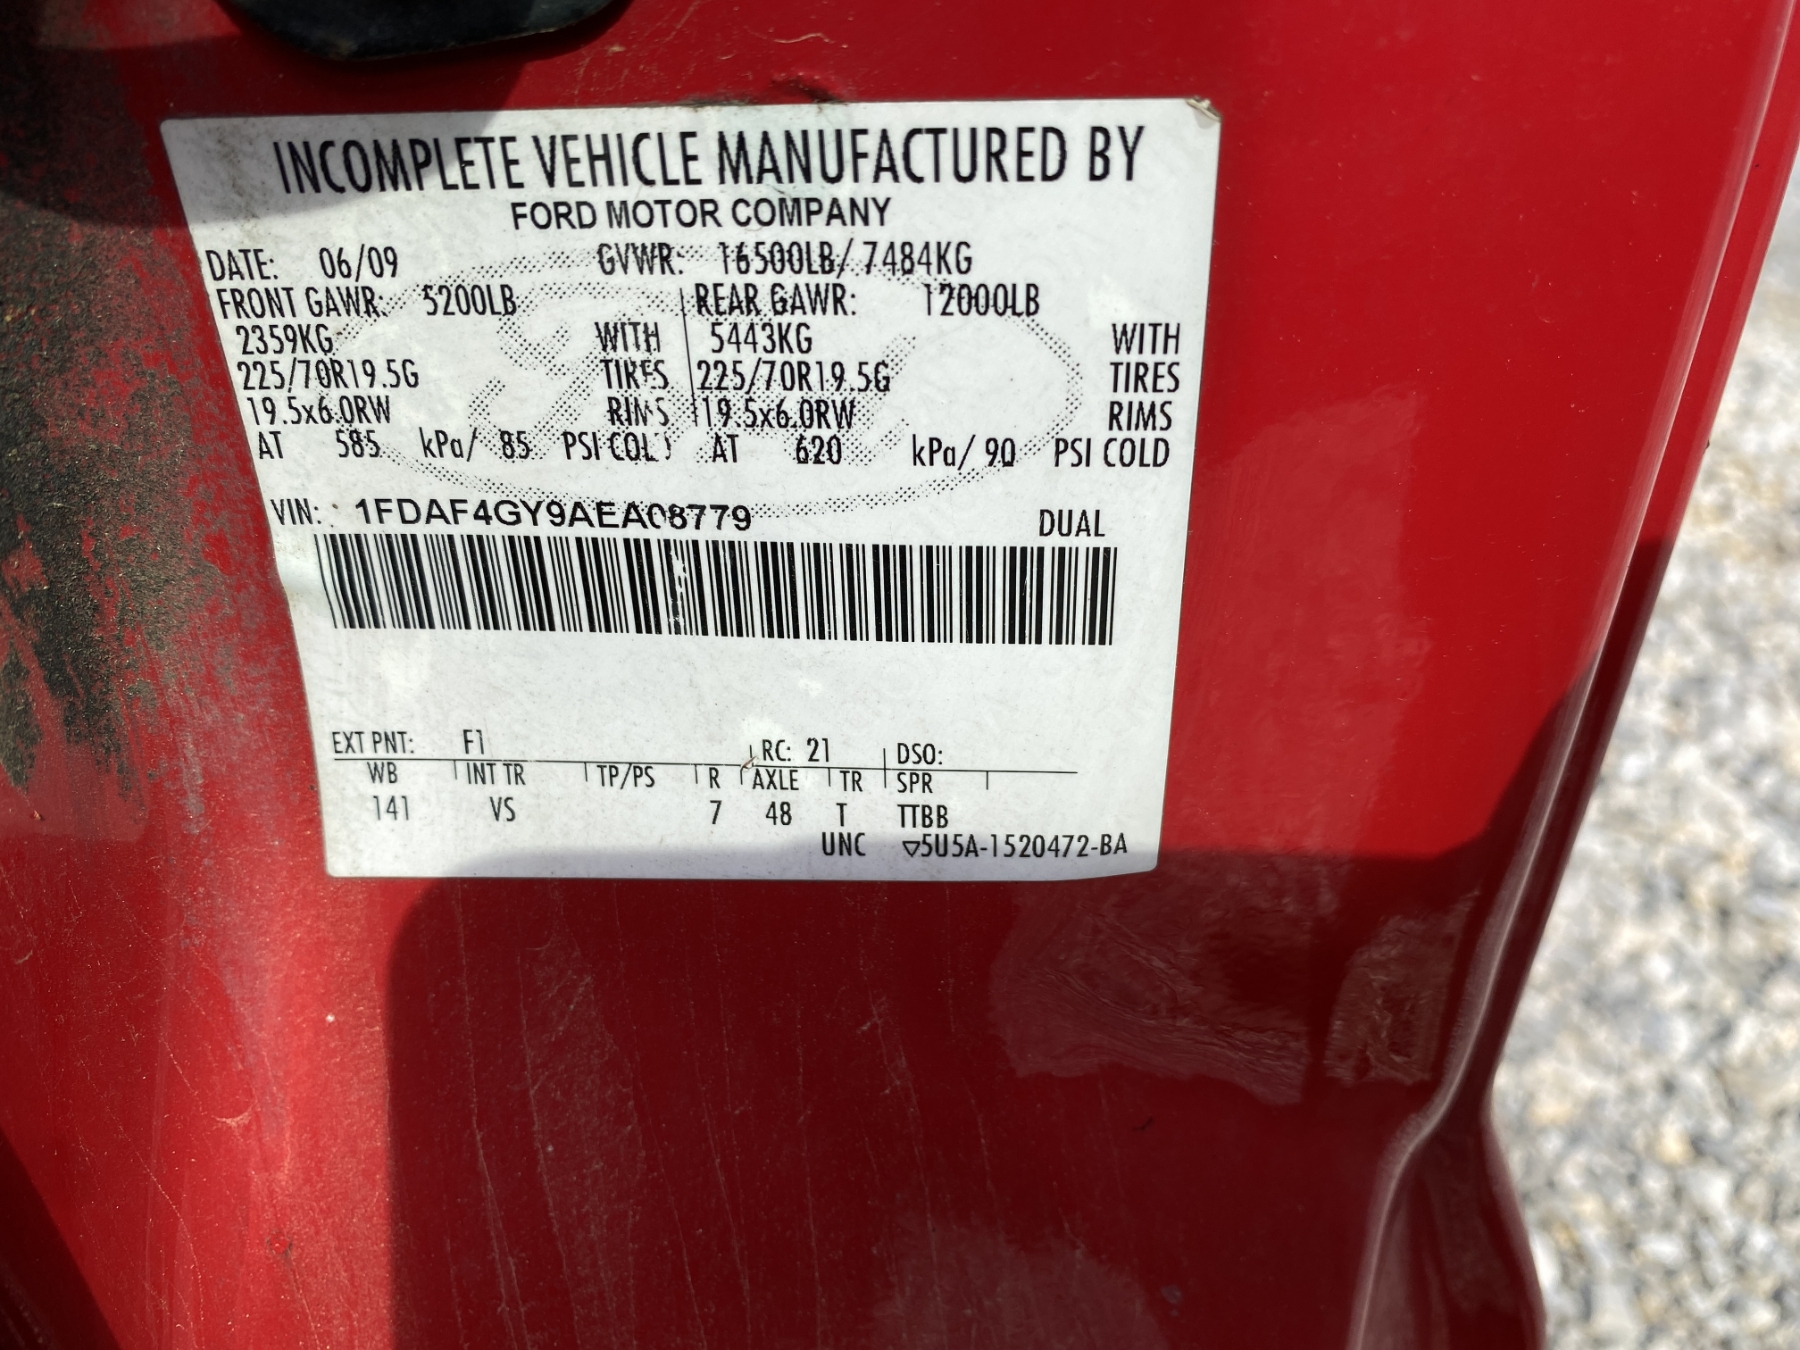 INCOMPLETE VEHICLE MANUFACTURED BY
FORD MOTOR COMPANY
DATE: 06/09 GVWR: 16500LB/ 7484KG
FRONT GAWR: 5200LB REAR GAWR: 12000LB
2359KG WITH 5443KG WITH
225/70R19.5G TIRES 225/70R19.5G TIRES
19.5x6.0RW RIMS 19.5x6.0RW RIMS
AT 585 kPa/ 85 PSI COLD AT 620 kPa/ 90 PSI COLD
VIN: 1FDAF4GY9AEA08779 DUAL
EXT PNT: F1 RC: 21 DSO:
WB INT TR TP/PS R AXLE TR SPR
141 VS 7 48 T TTBB
UNC ▽5U5A-1520472-BA